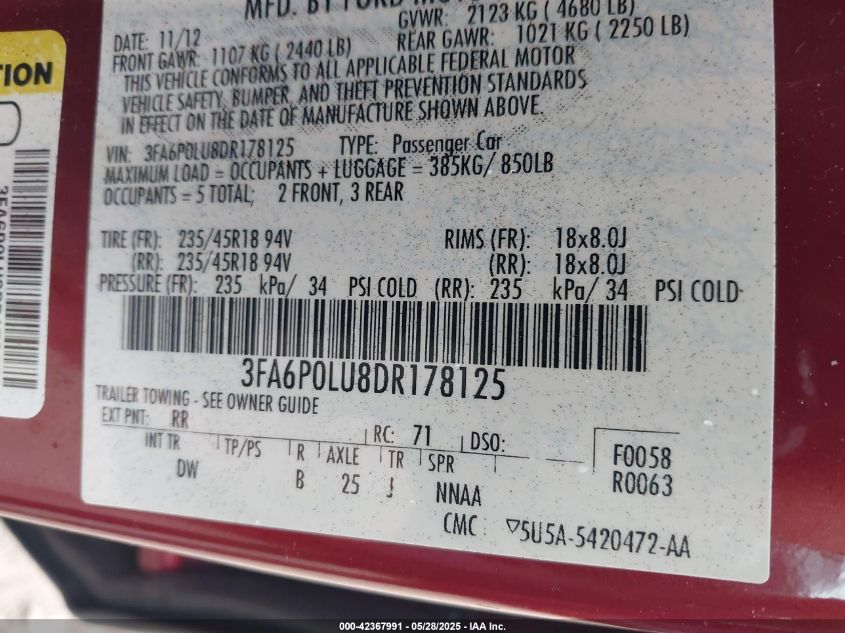 MFD. BY FORD
GVWR: 2123 KG ( 4680 LB)
DATE: 11/12
FRONT GAWR: 1107 KG ( 2440 LB)
REAR GAWR: 1021 KG ( 2250 LB)
THIS VEHICLE CONFORMS TO ALL APPLICABLE FEDERAL MOTOR
VEHICLE SAFETY, BUMPER, AND THEFT PREVENTION STANDARDS
IN EFFECT ON THE DATE OF MANUFACTURE SHOWN ABOVE.
VIN: 3FA6P0LU8DR178125 TYPE: Passenger Car
MAXIMUM LOAD = OCCUPANTS + LUGGAGE = 385KG/ 850LB
OCCUPANTS = 5 TOTAL; 2 FRONT, 3 REAR
TIRE (FR): 235/45R18 94V RIMS (FR): 18x8.0J
(RR): 235/45R18 94V (RR): 18x8.0J
PRESSURE (FR): 235 kPa/ 34 PSI COLD (RR): 235 kPa/ 34 PSI COLD
3FA6P0LU8DR178125
TRAILER TOWING - SEE OWNER GUIDE
EXT PNT: RR RC: 71 DSO:
INT TR TP/PS R AXLE TR SPR
DW B 25 J NNAA
F0058
R0063
CMC 5U5A-5420472-AA
000-42367991 - 05/28/2025 - IAA Inc.